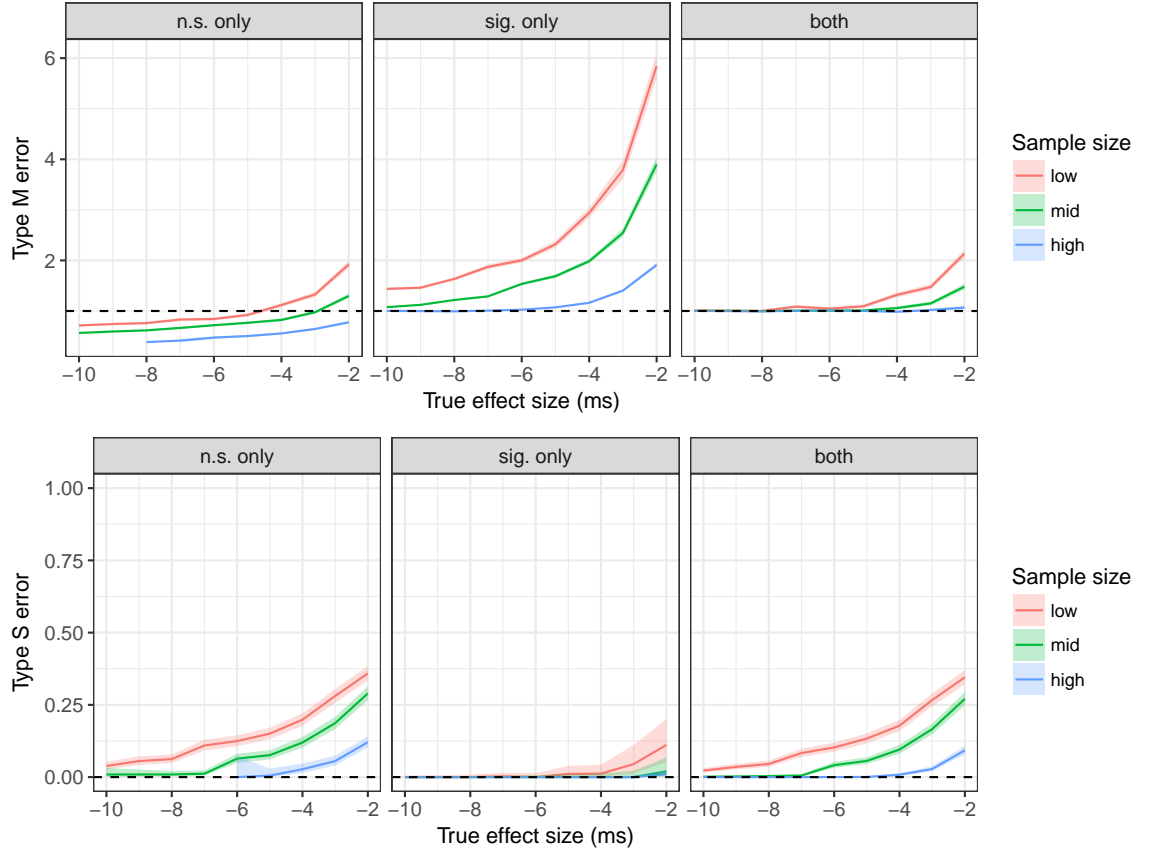 n.s. only sig. only both
6
4
2
Type M error
−10 −8 −6 −4 −2 −10 −8 −6 −4 −2 −10 −8 −6 −4 −2
True effect size (ms)
Sample size
low
mid
high
n.s. only sig. only both
1.00
0.75
0.50
0.25
0.00
Type S error
−10 −8 −6 −4 −2 −10 −8 −6 −4 −2 −10 −8 −6 −4 −2
True effect size (ms)
Sample size
low
mid
high